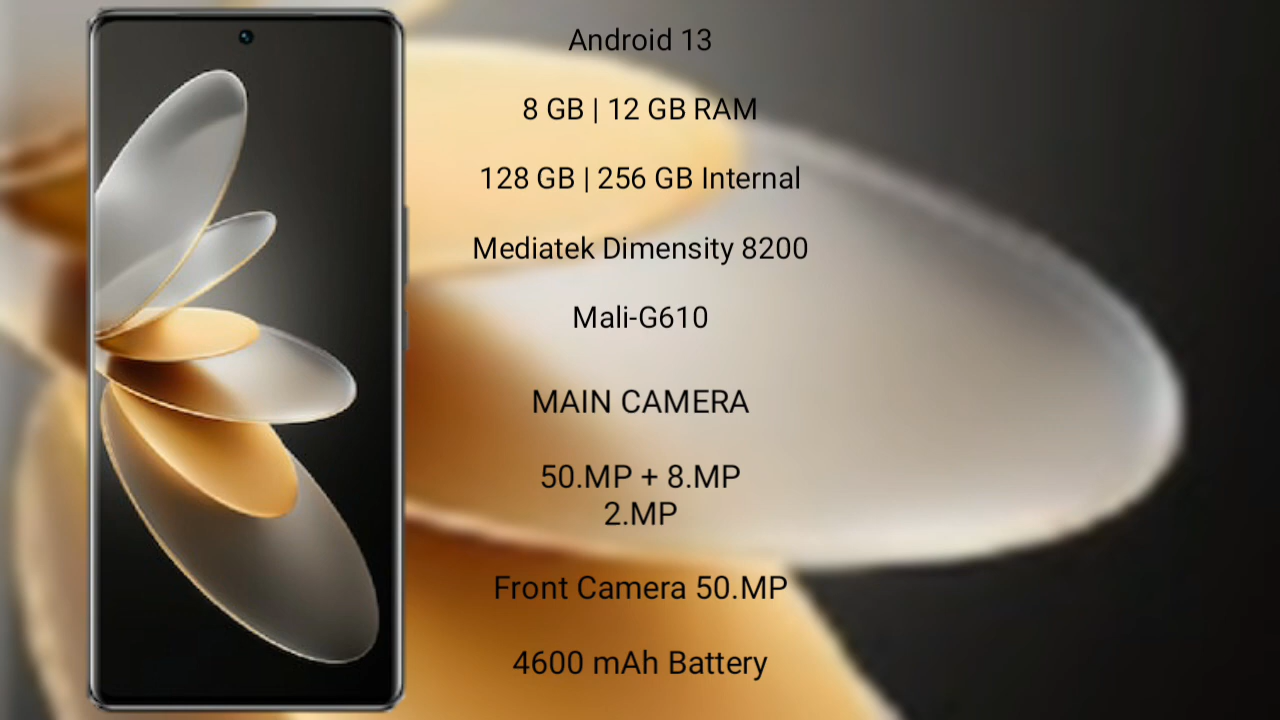 Android 13
8 GB | 12 GB RAM
128 GB | 256 GB Internal
Mediatek Dimensity 8200
Mali-G610
MAIN CAMERA
50.MP + 8.MP
2.MP
Front Camera 50.MP
4600 mAh Battery